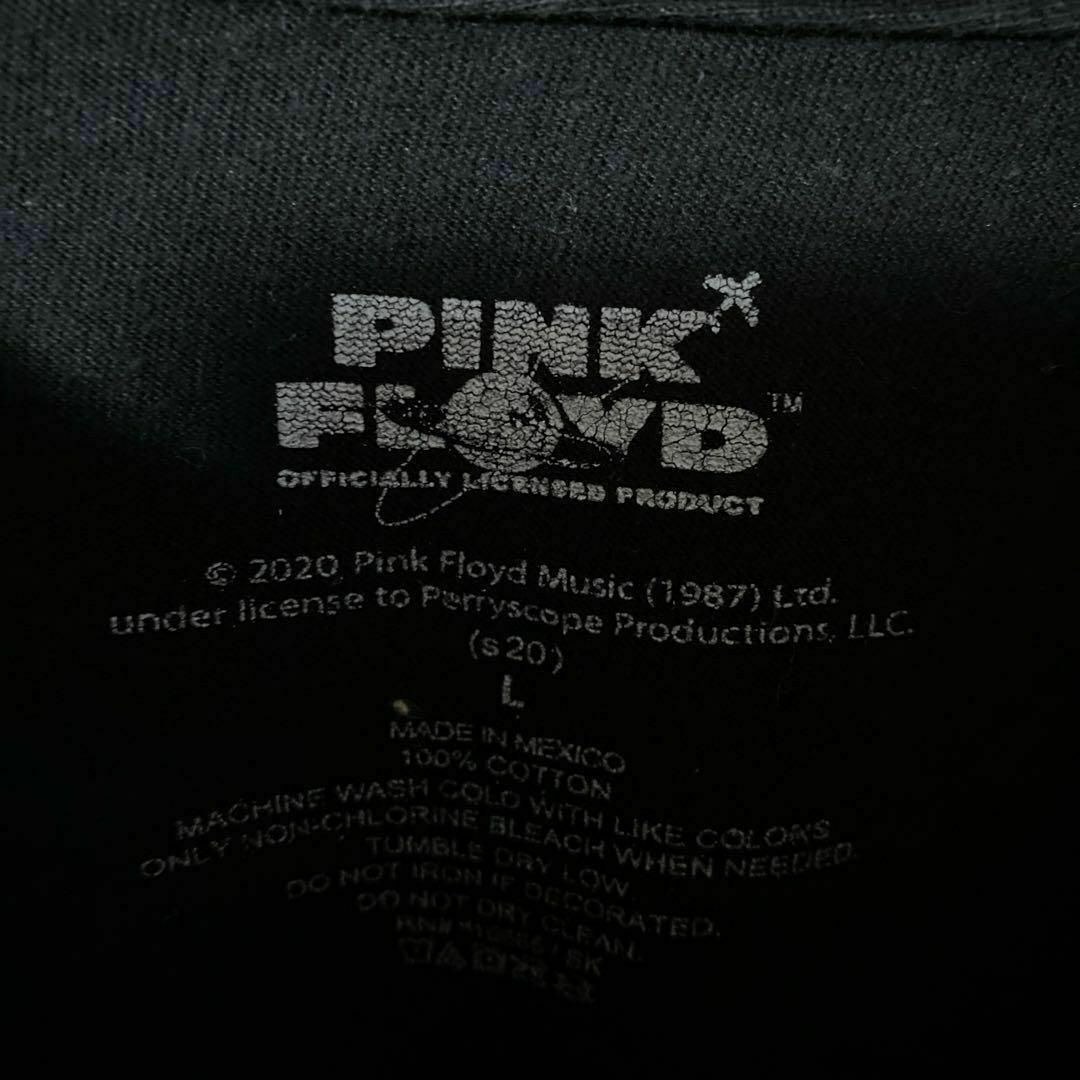 PINK
FLOYD™
OFFICIALLY LICENSED PRODUCT
© 2020 Pink Floyd Music (1987) Ltd.
under license to Perryscope Productions, LLC.
(s20)
L
MADE IN MEXICO
100% COTTON
MACHINE WASH COLD WITH LIKE COLORS
ONLY NON-CHLORINE BLEACH WHEN NEEDED.
TUMBLE DRY LOW
DO NOT IRON IF DECORATED.
DO NOT DRY CLEAN.